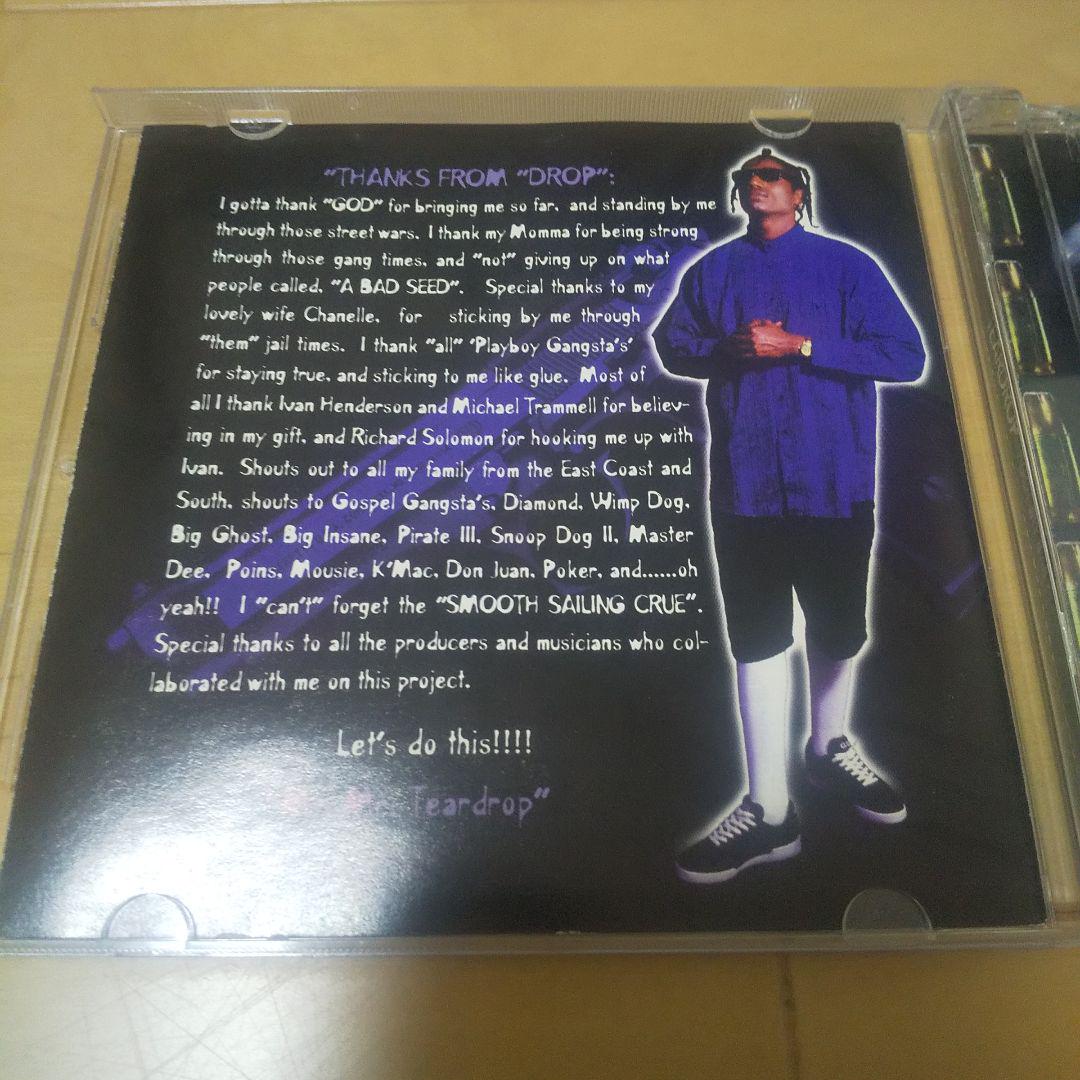 "THANKS FROM "DROP":
I gotta thank "GOD" for bringing me so far, and standing by me
through those street wars. I thank my Momma for being strong
through those gang times, and "not" giving up on what
people called, "A BAD SEED". Special thanks to my
lovely wife Chanelle, for sticking by me through
"them" jail times. I thank "all" 'Playboy Gangsta's'
for staying true, and sticking to me like glue. Most of
all I thank Ivan Henderson and Michael Trammell for believ-
ing in my gift, and Richard Solomon for hooking me up with
Ivan. Shouts out to all my family from the East Coast and
South, shouts to Gospel Gangsta's, Diamond, Wimp Dog,
Big Ghost, Big Insane, Pirate III, Snoop Dog II, Master
Dee, Poins, Mousie, K'Mac, Don Juan, Poker, and......oh
yeah!! I "can't" forget the "SMOOTH SAILING CRUE".
Special thanks to all the producers and musicians who col-
laborated with me on this project.
Let's do this!!!!
Teardrop"